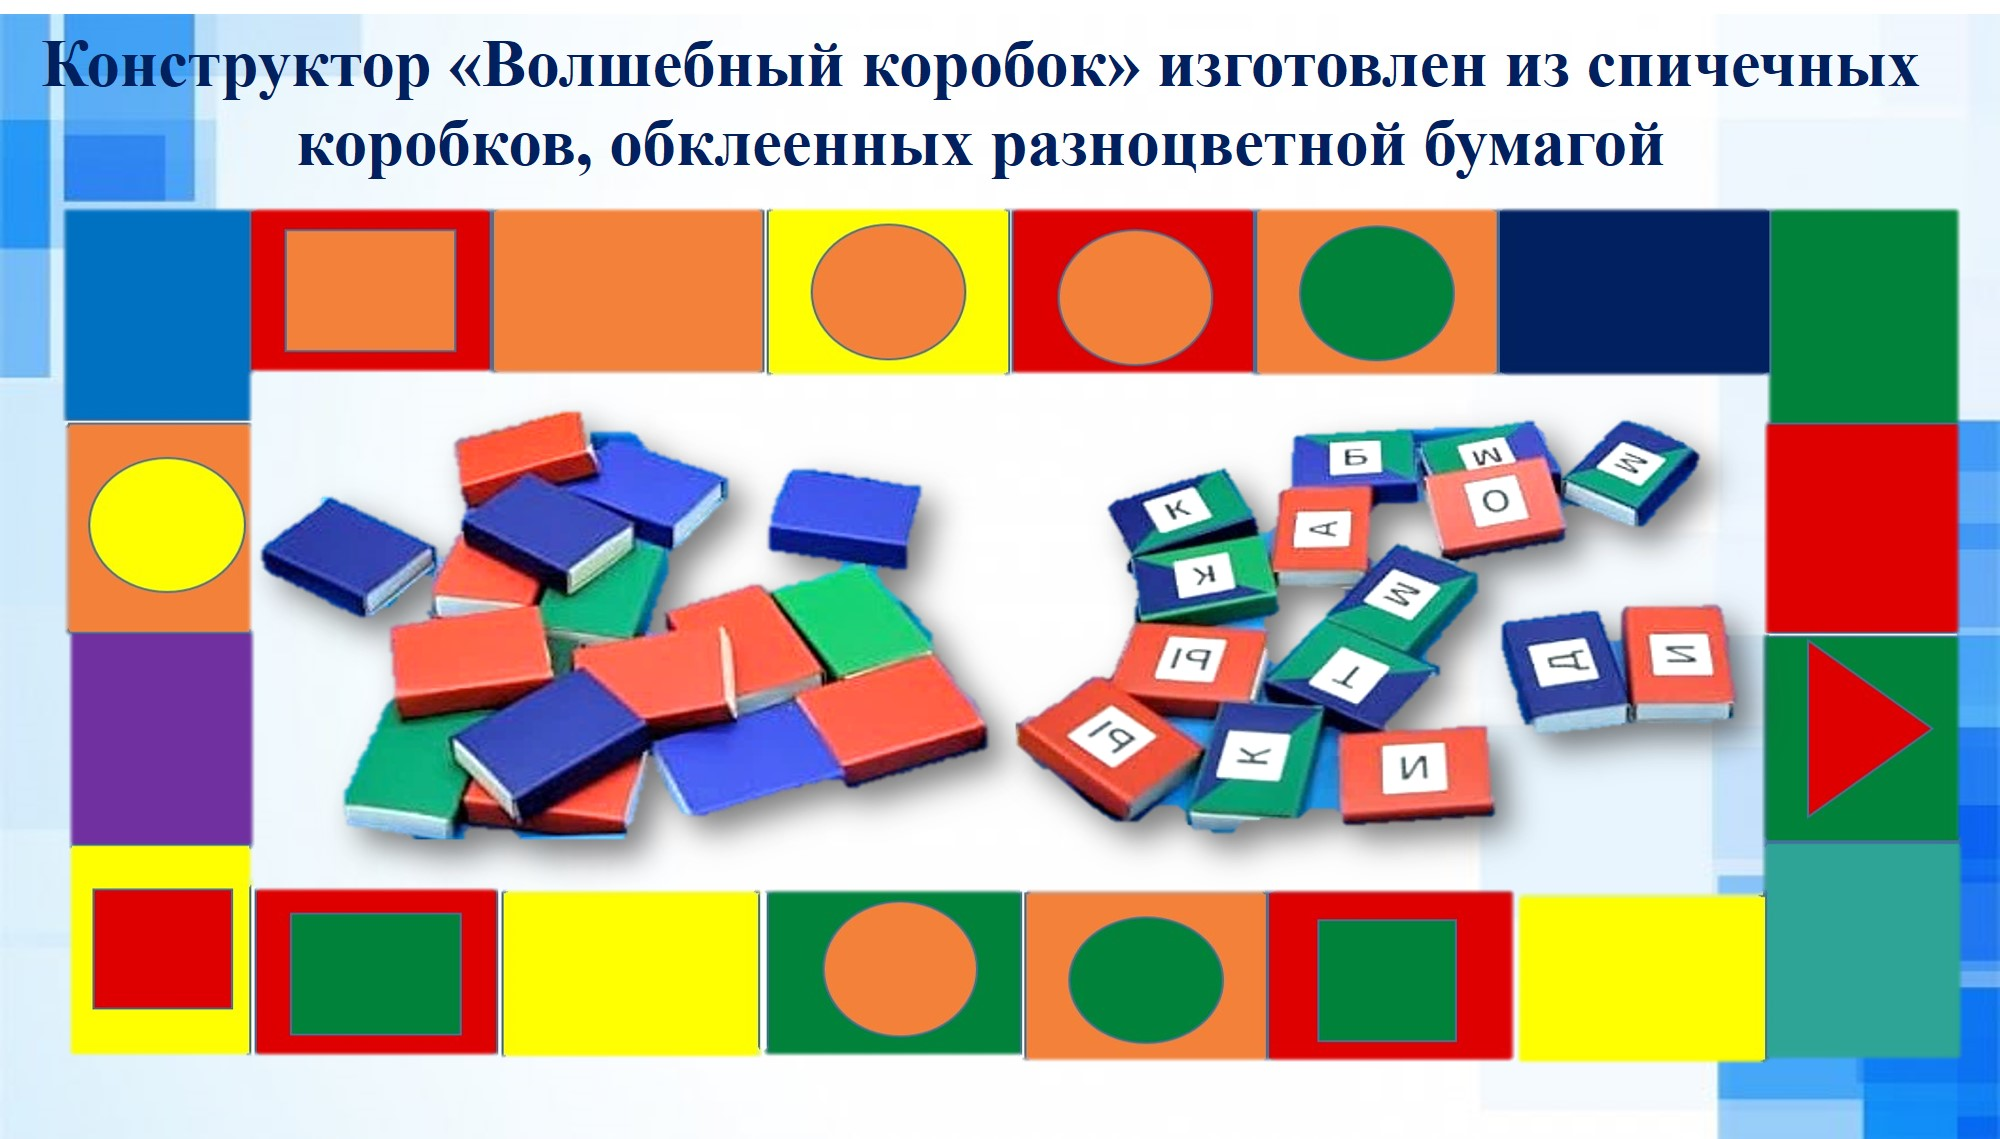 Конструктор «Волшебный коробок» изготовлен из спичечных
коробков, обклеенных разноцветной бумагой
Б
М
М
К
А
О
К
М
Ы
Т
Д
И
Ы
К
И